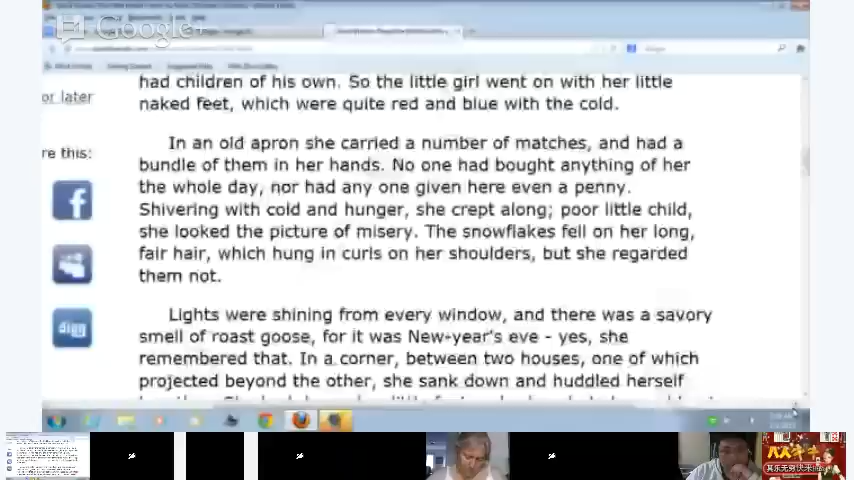 Google+
had children of his own. So the little girl went on with her little
or later
naked feet, which were quite red and blue with the cold.
In an old apron she carried a number of matches, and had a
re this:
bundle of them in her hands. No one had bought anything of her
the whole day, nor had any one given here even a penny.
Shivering with cold and hunger, she crept along; poor little child,
she looked the picture of misery. The snowflakes fell on her long,
fair hair, which hung in curls on her shoulders, but she regarded
them not.
digg
Lights were shining from every window, and there was a savory
smell of roast goose, for it was New-year's eve - yes, she
remembered that. In a corner, between two houses, one of which
projected beyond the other, she sank down and huddled herself